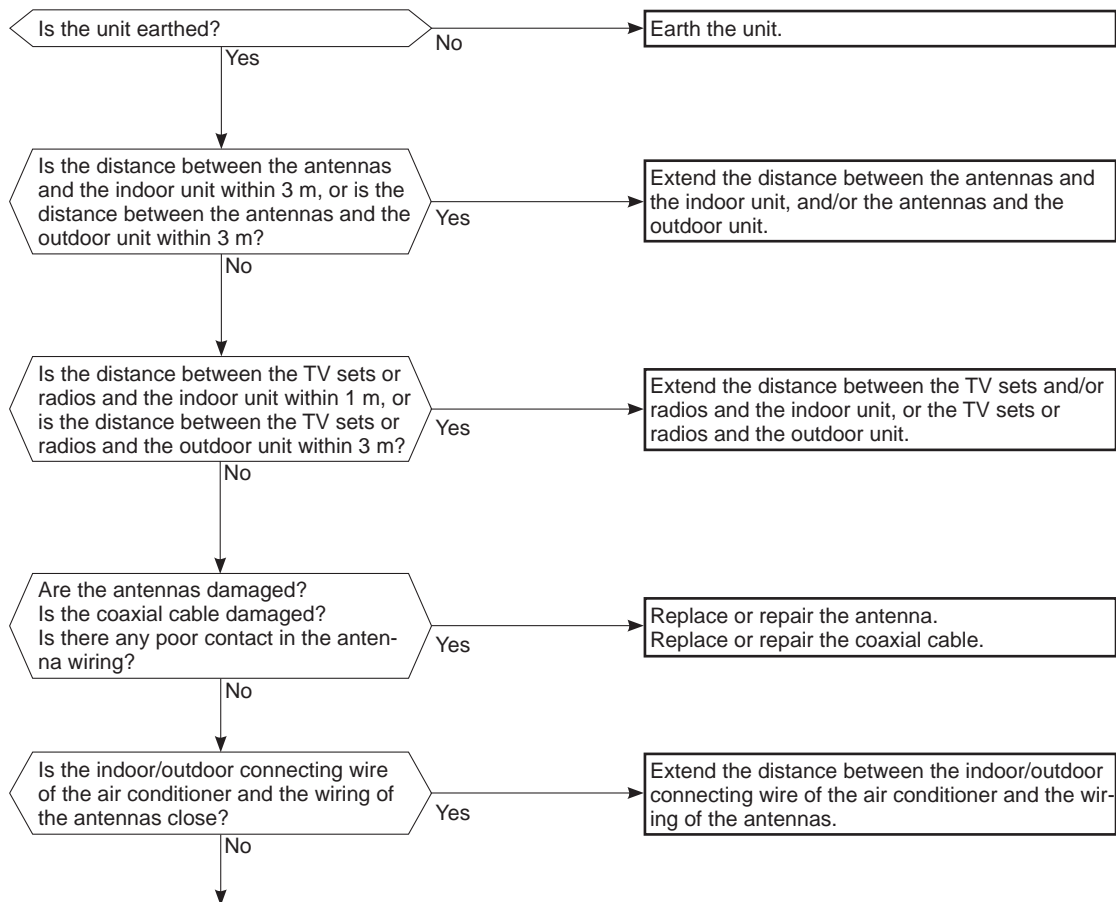 Is the unit earthed?
No
Earth the unit.
Yes
Is the distance between the antennas
and the indoor unit within 3 m, or is the
distance between the antennas and the
outdoor unit within 3 m?
Yes
Extend the distance between the antennas and
the indoor unit, and/or the antennas and the
outdoor unit.
No
Is the distance between the TV sets or
radios and the indoor unit within 1 m, or
is the distance between the TV sets or
radios and the outdoor unit within 3 m?
Yes
Extend the distance between the TV sets and/or
radios and the indoor unit, or the TV sets or
radios and the outdoor unit.
No
Are the antennas damaged?
Is the coaxial cable damaged?
Is there any poor contact in the anten-
na wiring?
Yes
Replace or repair the antenna.
Replace or repair the coaxial cable.
No
Is the indoor/outdoor connecting wire
of the air conditioner and the wiring of
the antennas close?
Yes
Extend the distance between the indoor/outdoor
connecting wire of the air conditioner and the wir-
ing of the antennas.
No